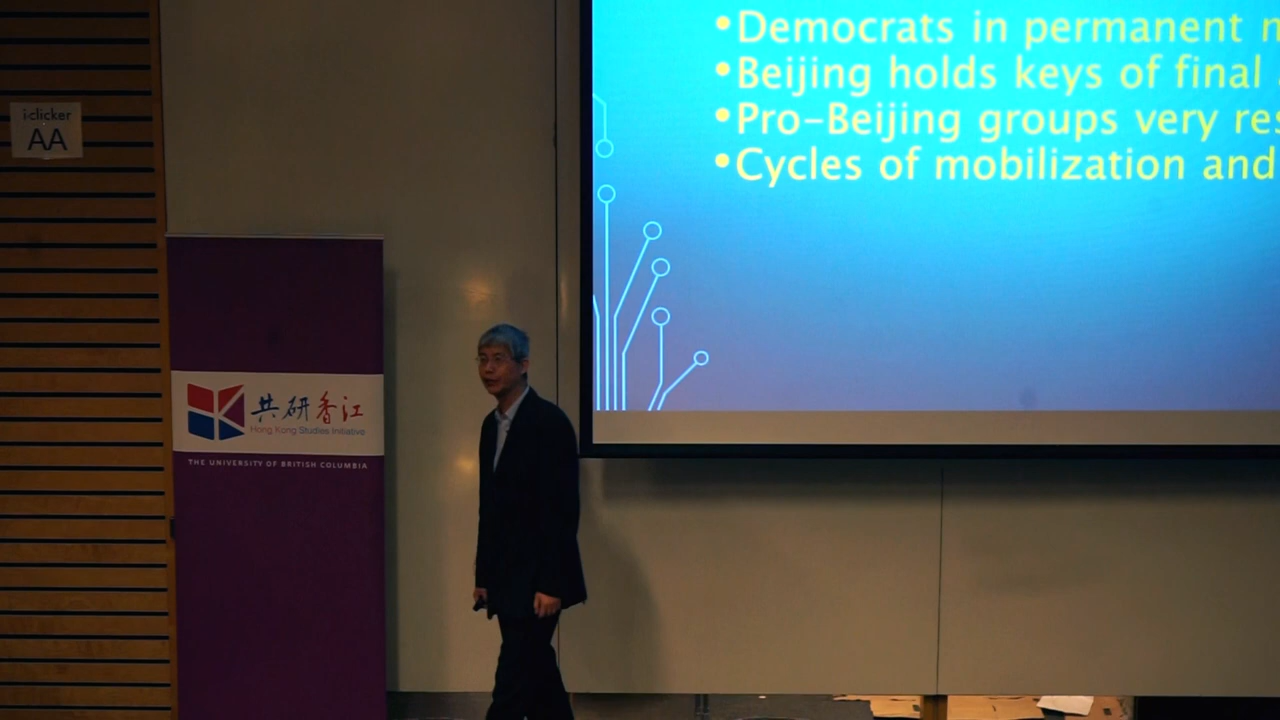 i·clicker
AA
•Democrats in permanent
•Beijing holds keys of final
•Pro-Beijing groups very
•Cycles of mobilization and
共研香江
Hong Kong Studies Initiative
THE UNIVERSITY OF BRITISH COLUMBIA